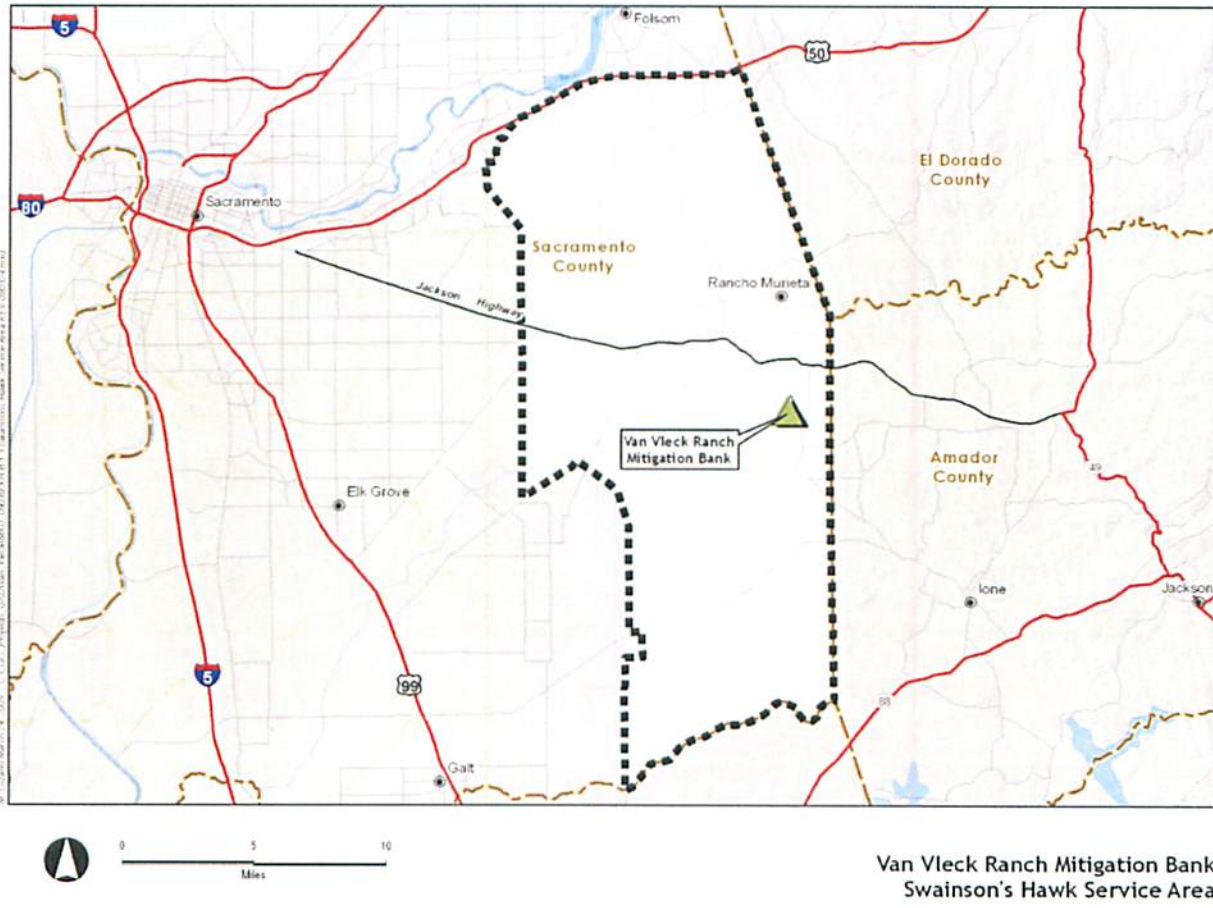 5
Folsom
50
El Dorado
County
80
Sacramento
Sacramento
County
Rancho Murieta
Jackson Highway
Van Vleck Ranch
Mitigation Bank
Amador
County
49
Elk Grove
Ione
Jackson
5
99
88
Galt
0 5 10
Miles
Van Vleck Ranch Mitigation Bank
Swainson's Hawk Service Area